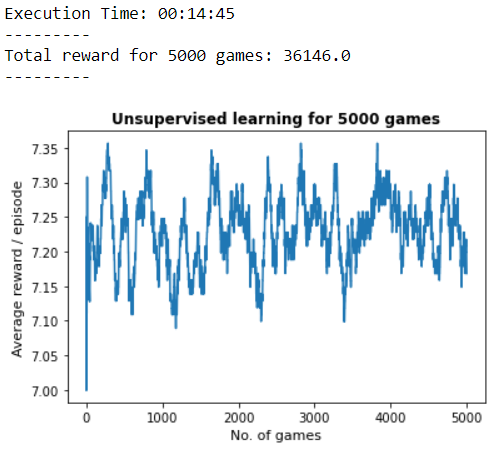 Execution Time: 00:14:45
---------
Total reward for 5000 games: 36146.0
---------
Unsupervised learning for 5000 games
Average reward / episode
7.35
7.30
7.25
7.20
7.15
7.10
7.05
7.00
0 1000 2000 3000 4000 5000
No. of games